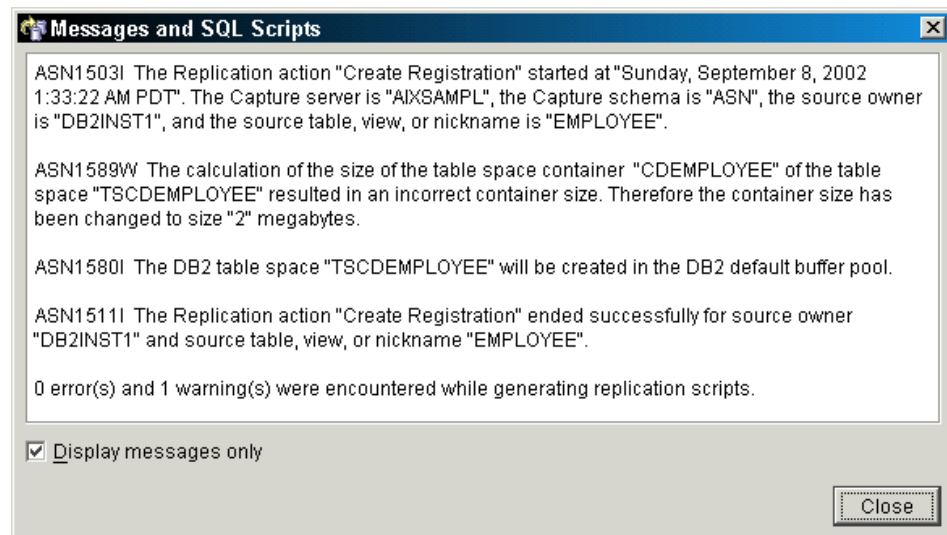 Messages and SQL Scripts
ASN1503I The Replication action "Create Registration" started at "Sunday, September 8, 2002
1:33:22 AM PDT". The Capture server is "AIXSAMPL", the Capture schema is "ASN", the source owner
is "DB2INST1", and the source table, view, or nickname is "EMPLOYEE".
ASN1589W The calculation of the size of the table space container "CDEMPLOYEE" of the table
space "TSCDEMPLOYEE" resulted in an incorrect container size. Therefore the container size has
been changed to size "2" megabytes.
ASN1580I The DB2 table space "TSCDEMPLOYEE" will be created in the DB2 default buffer pool.
ASN1511I The Replication action "Create Registration" ended successfully for source owner
"DB2INST1" and source table, view, or nickname "EMPLOYEE".
0 error(s) and 1 warning(s) were encountered while generating replication scripts.
Display messages only
Close